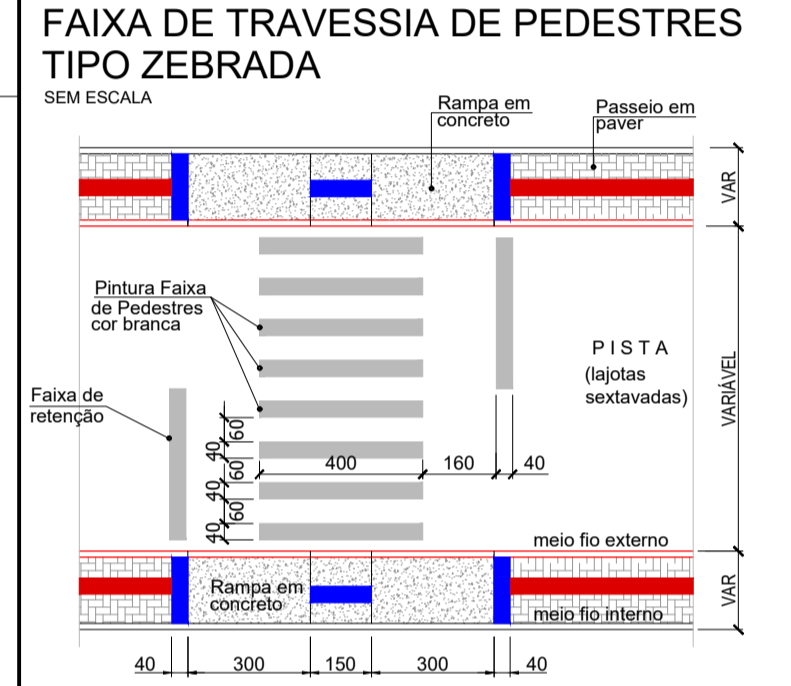 FAIXA DE TRAVESSIA DE PEDESTRES
TIPO ZEBRADA
SEM ESCALA
Rampa em
concreto
Passeio em
paver
VAR
Pintura Faixa
de Pedestres
cor branca
PISTA
(lajotas
sextavadas)
VARIÁVEL
Faixa de
retenção
60
40
60
40
60
40
400
160
40
meio fio externo
Rampa em
concreto
meio fio interno
VAR
40
300
150
300
40